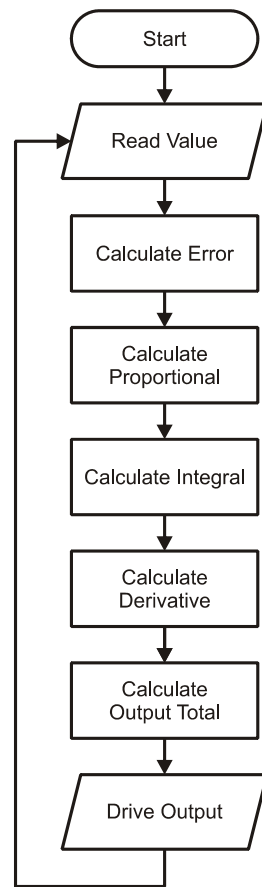 Start
Read Value
Calculate Error
Calculate
Proportional
Calculate Integral
Calculate
Derivative
Calculate
Output Total
Drive Output